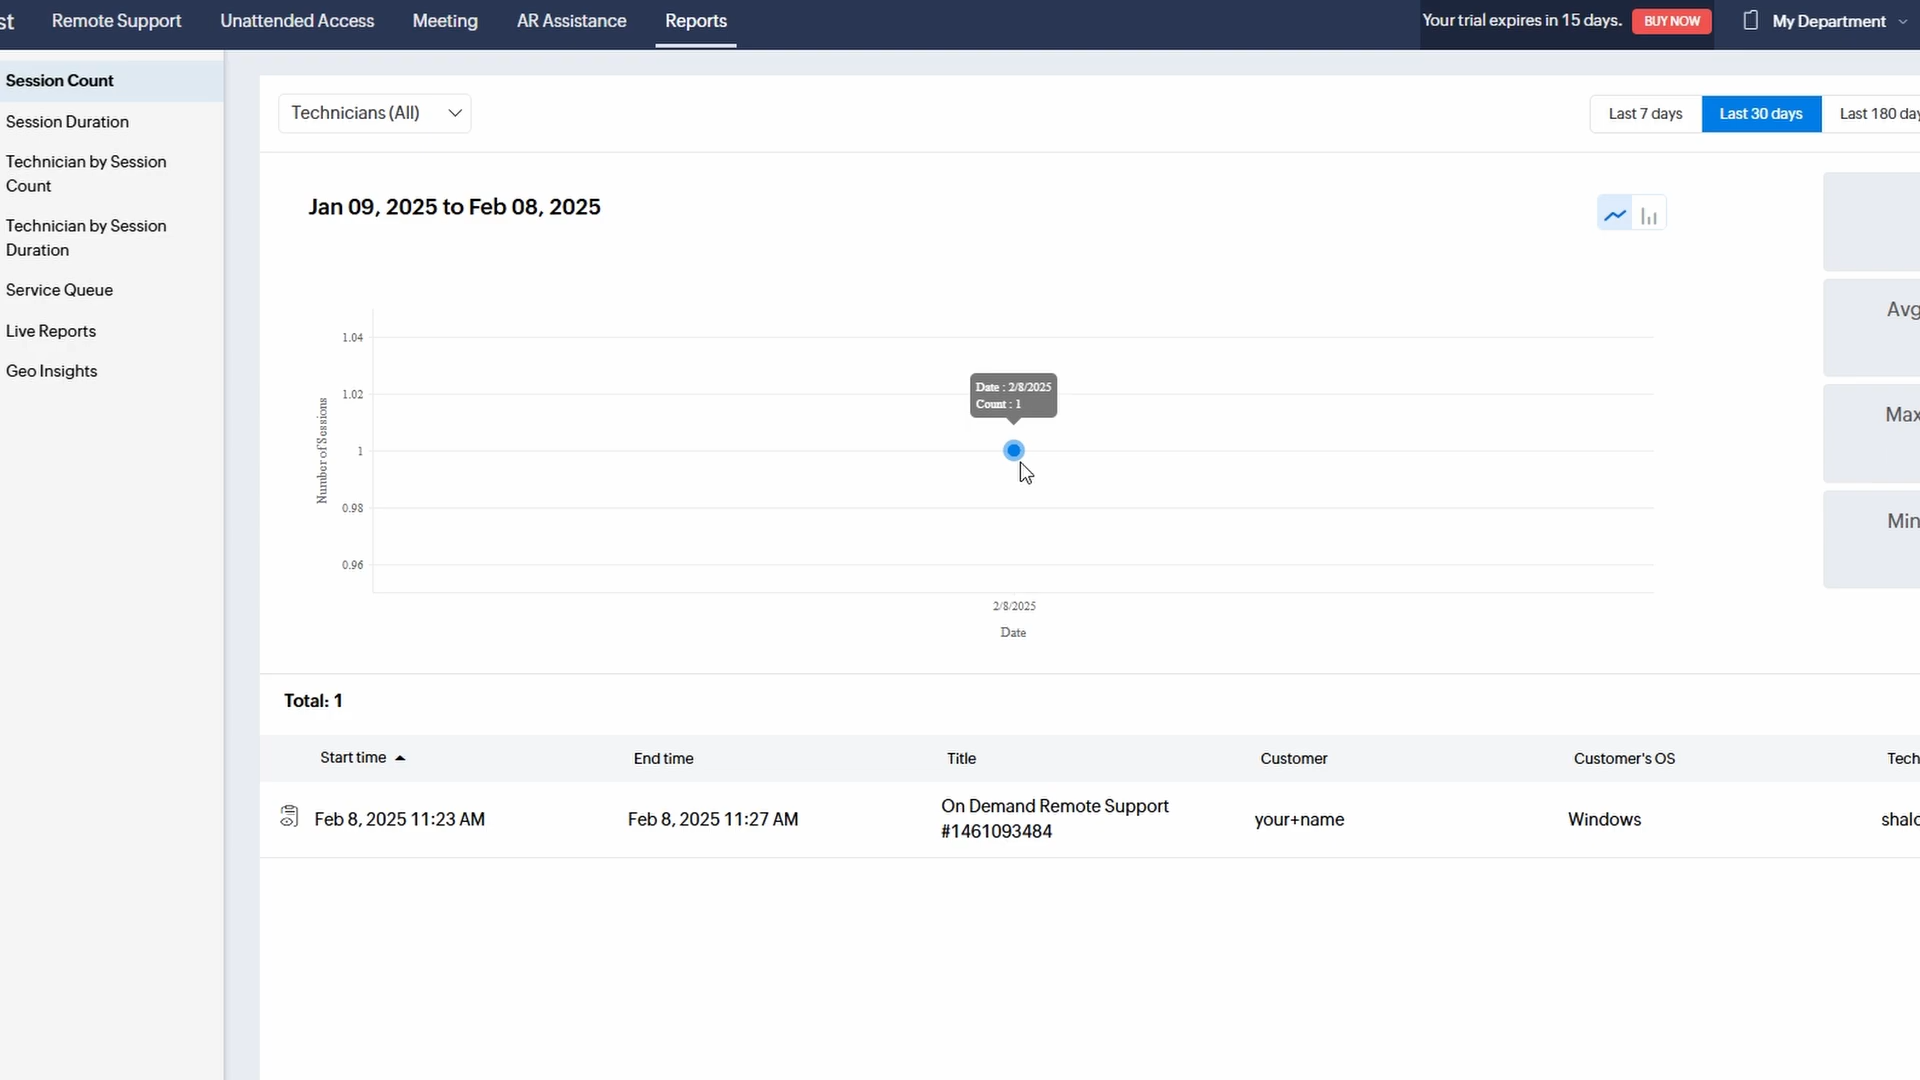 st
Remote Support
Unattended Access
Meeting
AR Assistance
Reports
Your trial expires in 15 days.
BUY NOW
My Department
Session Count
Session Duration
Technician by Session
Count
Technician by Session
Duration
Service Queue
Live Reports
Geo Insights
Technicians (All)
Last 7 days
Last 30 days
Last 180 day
Jan 09, 2025 to Feb 08, 2025
Number of Sessions
1.04
1.02
1
0.98
0.96
Date : 2/8/2025
Count : 1
2/8/2025
Date
Avg
Max
Min
Total: 1
Start time
End time
Title
Customer
Customer's OS
Tech
Feb 8, 2025 11:23 AM
Feb 8, 2025 11:27 AM
On Demand Remote Support
#1461093484
your+name
Windows
shalo